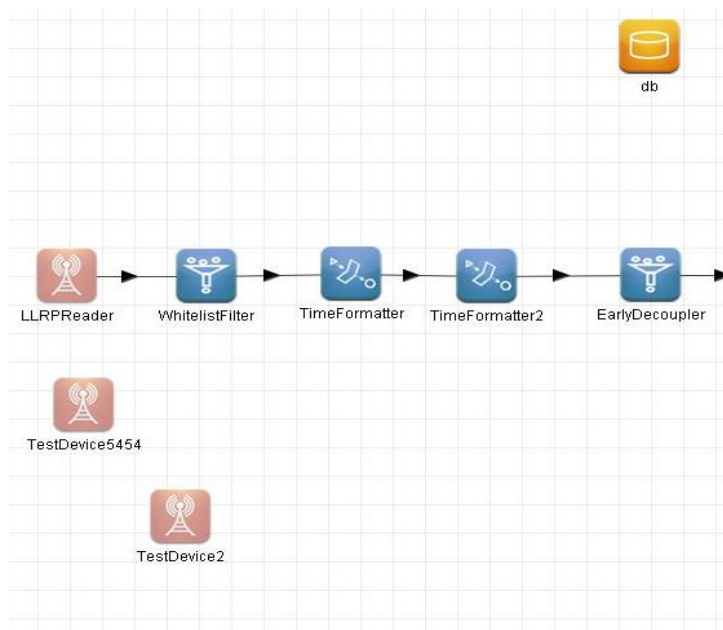 db
LLRPReader
WhitelistFilter
TimeFormatter
TimeFormatter2
EarlyDecoupler
TestDevice5454
TestDevice2